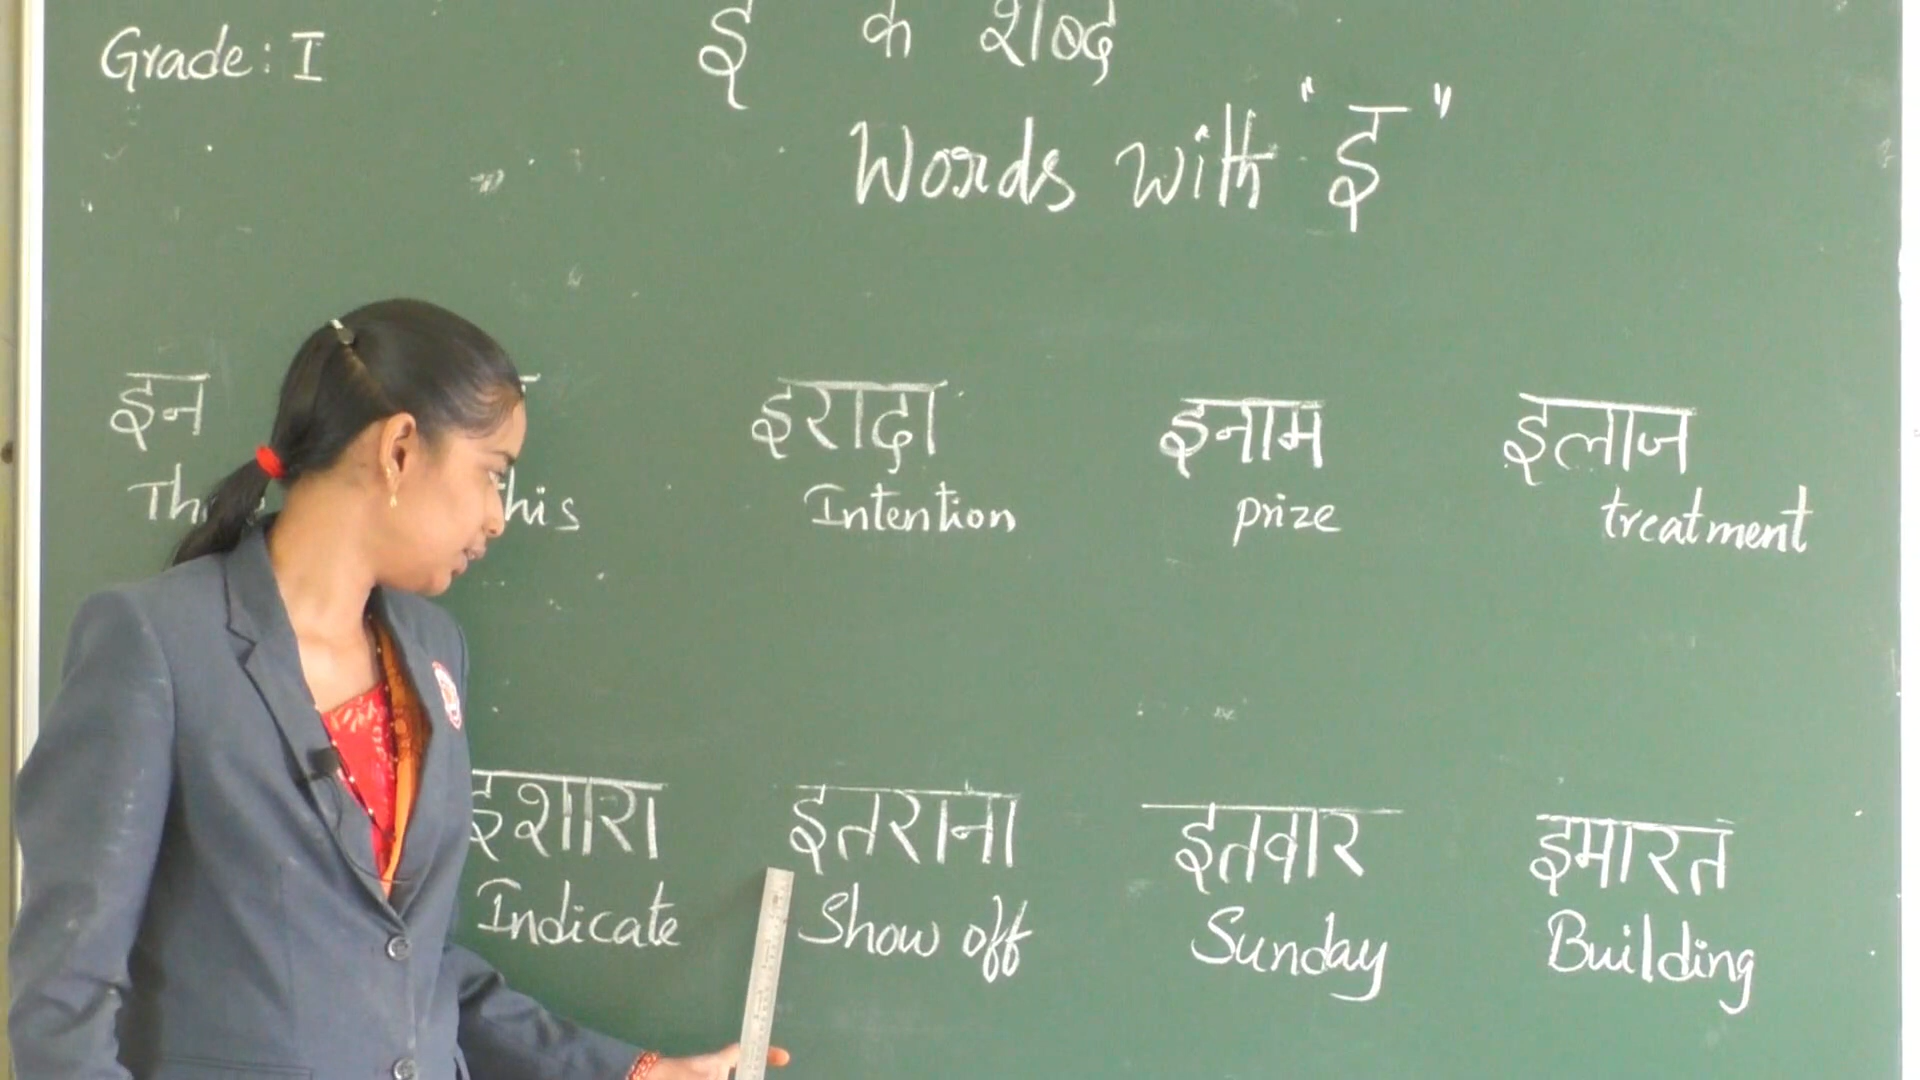 Grade: I
इ के शब्द
Words with "इ"
इन इरादा इनाम इलाज
Intention prize treatment
इशारा इतराना इतवार इमारत
Indicate Show off Sunday Building